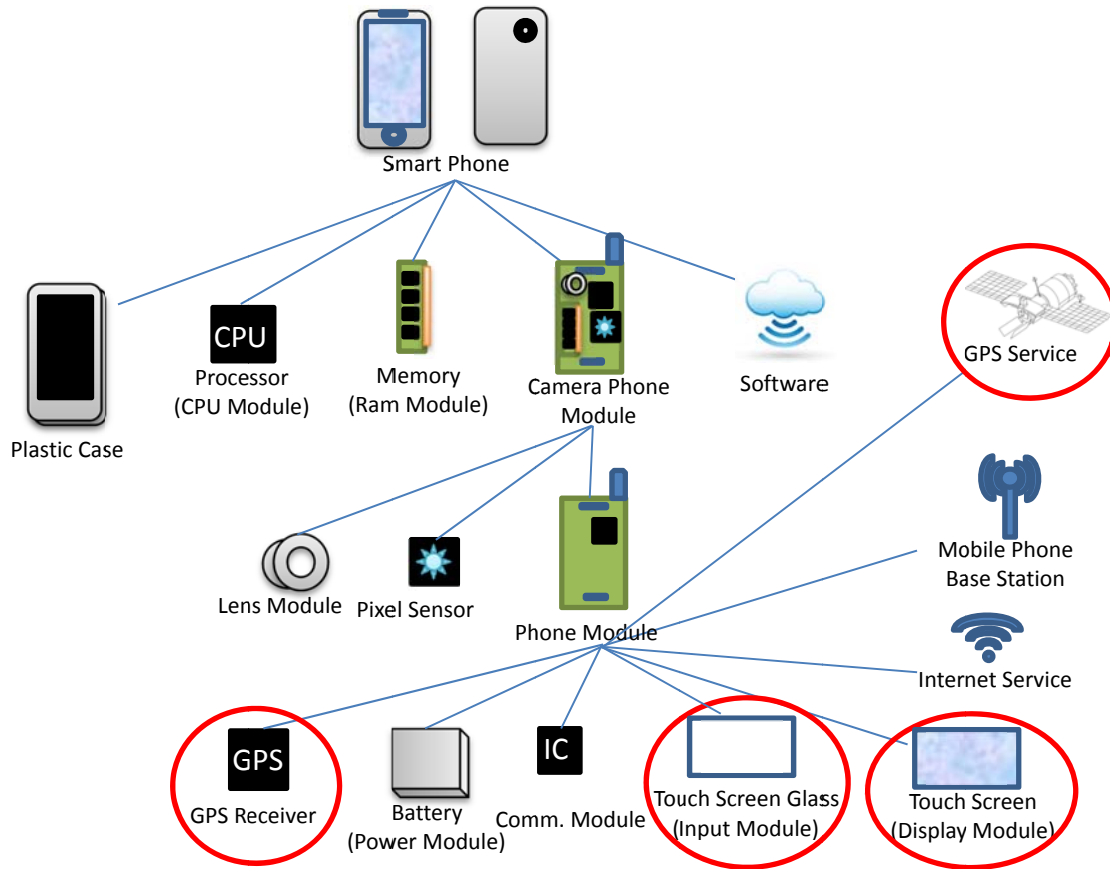 Smart Phone
CPU
GPS Service
Processor
(CPU Module)
Memory
(Ram Module)
Camera Phone
Module
Software
Plastic Case
Mobile Phone
Base Station
Lens Module
Pixel Sensor
Phone Module
Internet Service
GPS
IC
GPS Receiver
Battery
(Power Module)
Comm. Module
Touch Screen Glass
(Input Module)
Touch Screen
(Display Module)